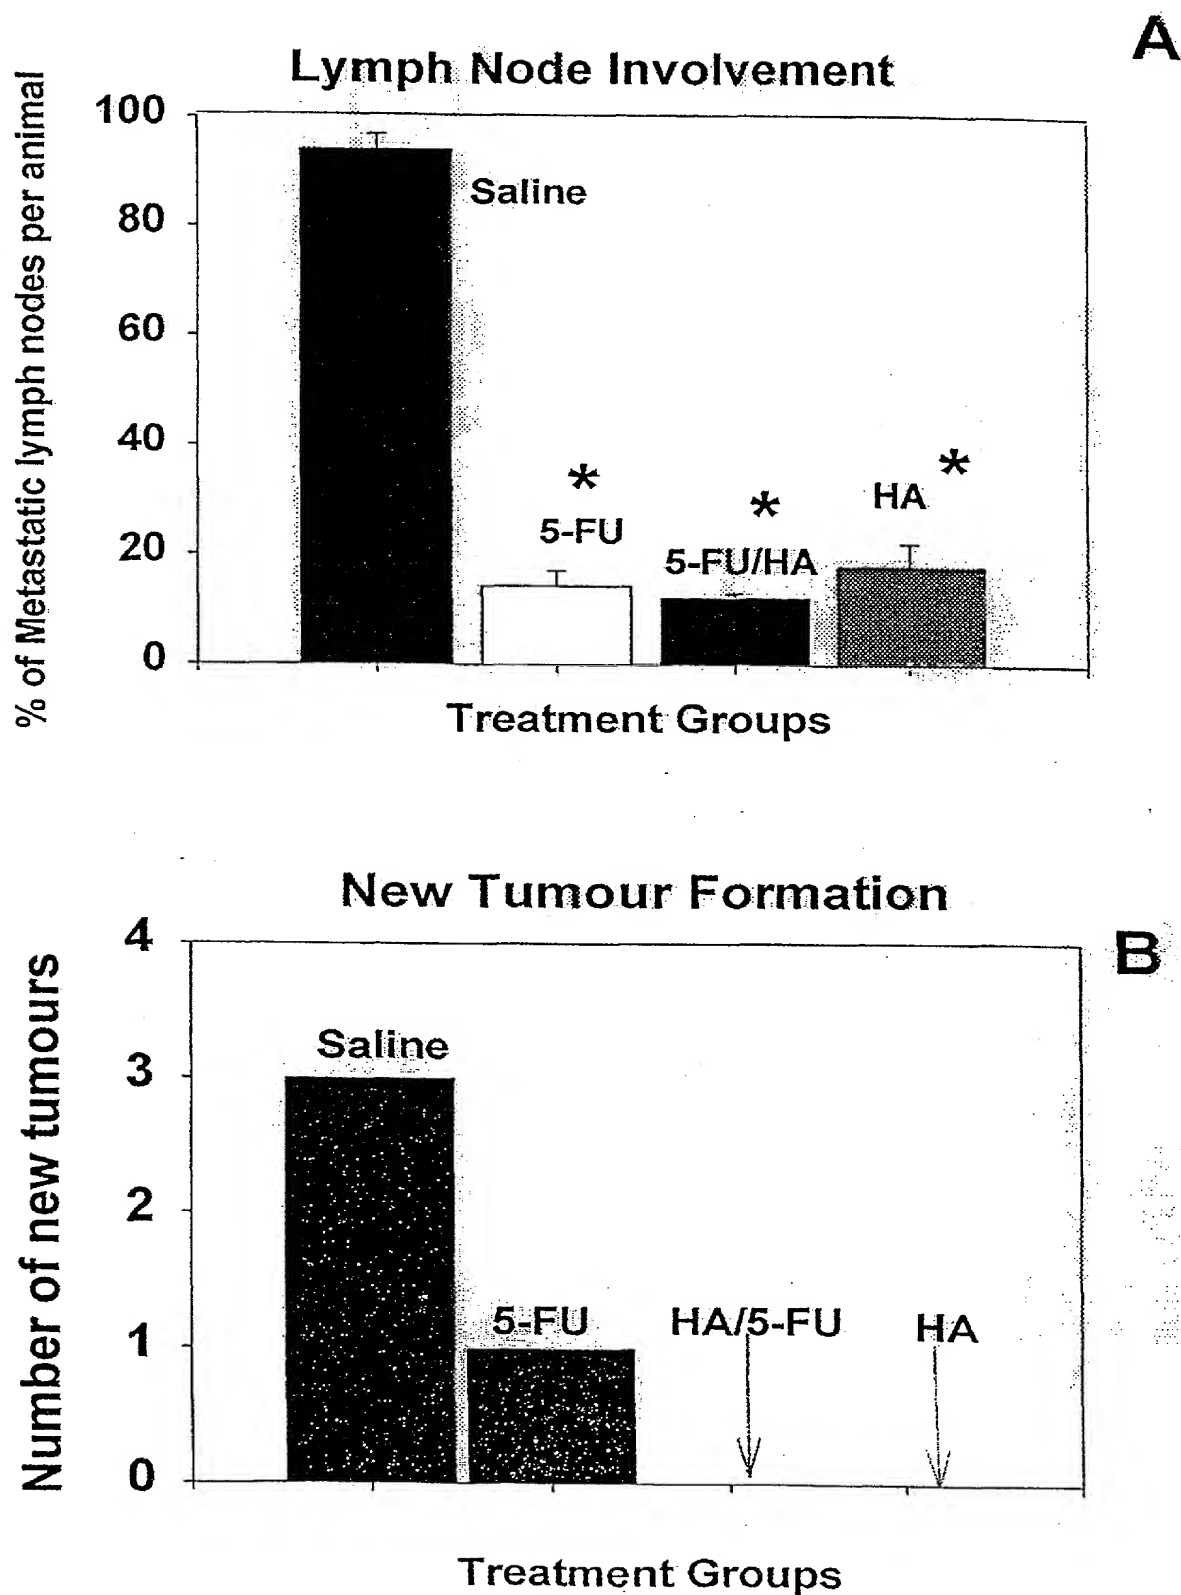 A
Lymph Node Involvement
% of Metastatic lymph nodes per animal
100
80
60
40
20
0
Saline
*
5-FU
*
5-FU/HA
HA *
Treatment Groups
New Tumour Formation
B
Number of new tumours
4
3
2
1
0
Saline
5-FU
HA/5-FU
HA
Treatment Groups